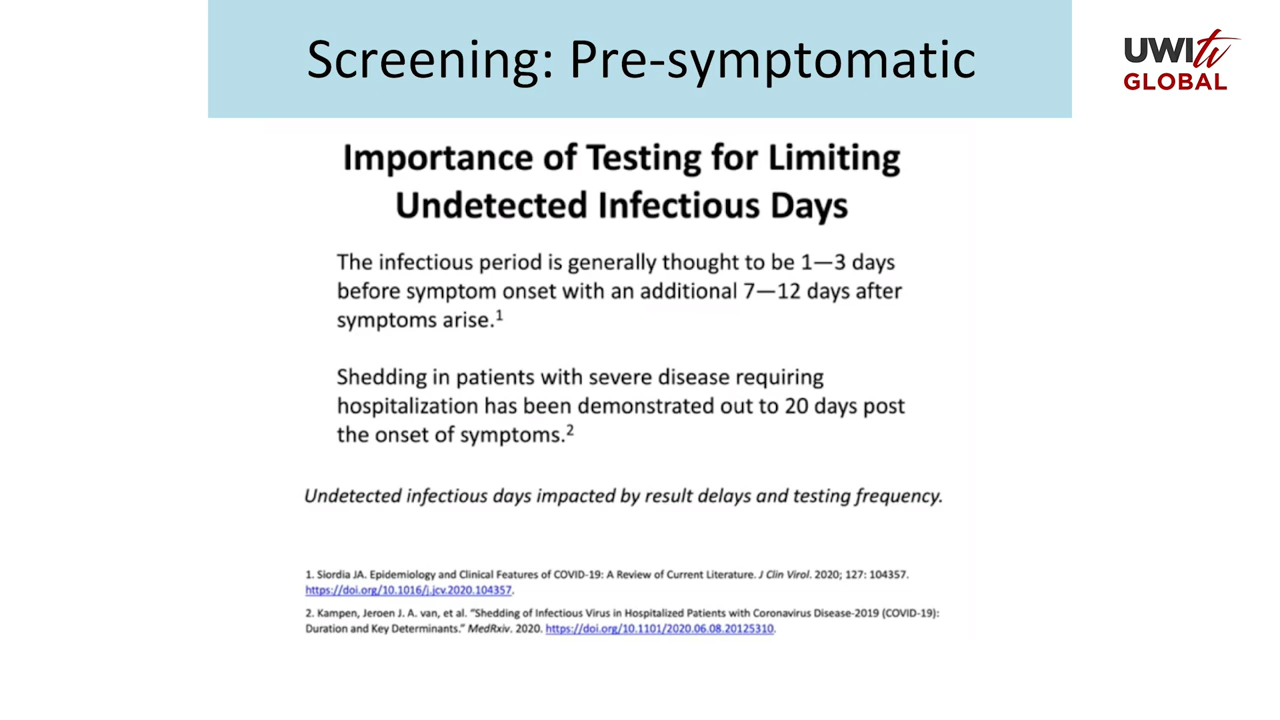 Screening: Pre-symptomatic
UWItv
GLOBAL
Importance of Testing for Limiting
Undetected Infectious Days
The infectious period is generally thought to be 1—3 days
before symptom onset with an additional 7—12 days after
symptoms arise.1
Shedding in patients with severe disease requiring
hospitalization has been demonstrated out to 20 days post
the onset of symptoms.2
Undetected infectious days impacted by result delays and testing frequency.
1. Siordia JA. Epidemiology and Clinical Features of COVID-19: A Review of Current Literature. J Clin Virol. 2020; 127: 104357.
https://doi.org/10.1016/j.jcv.2020.104357.
2. Kampen, Jeroen J. A. van, et al. “Shedding of Infectious Virus in Hospitalized Patients with Coronavirus Disease-2019 (COVID-19):
Duration and Key Determinants.” MedRxiv. 2020. https://doi.org/10.1101/2020.06.08.20125310.